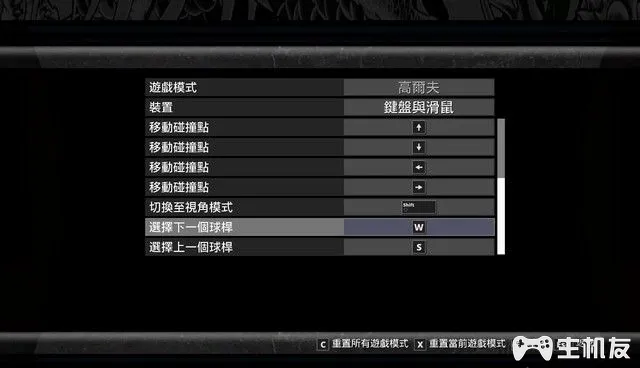 遊戲模式 高爾夫
裝置 鍵盤與滑鼠
移動碰撞點 ↑
移動碰撞點 ↓
移動碰撞點 ←
移動碰撞點 →
切換至視角模式 Shift
選擇下一個球桿 W
選擇上一個球桿 S
C 重置所有遊戲模式 X 重置當前遊戲模式
生机友